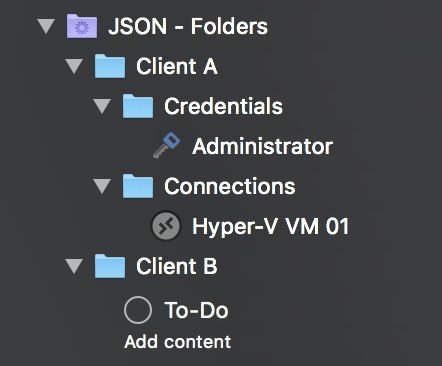 JSON - Folders
Client A
Credentials
Administrator
Connections
Hyper-V VM 01
Client B
To-Do
Add content